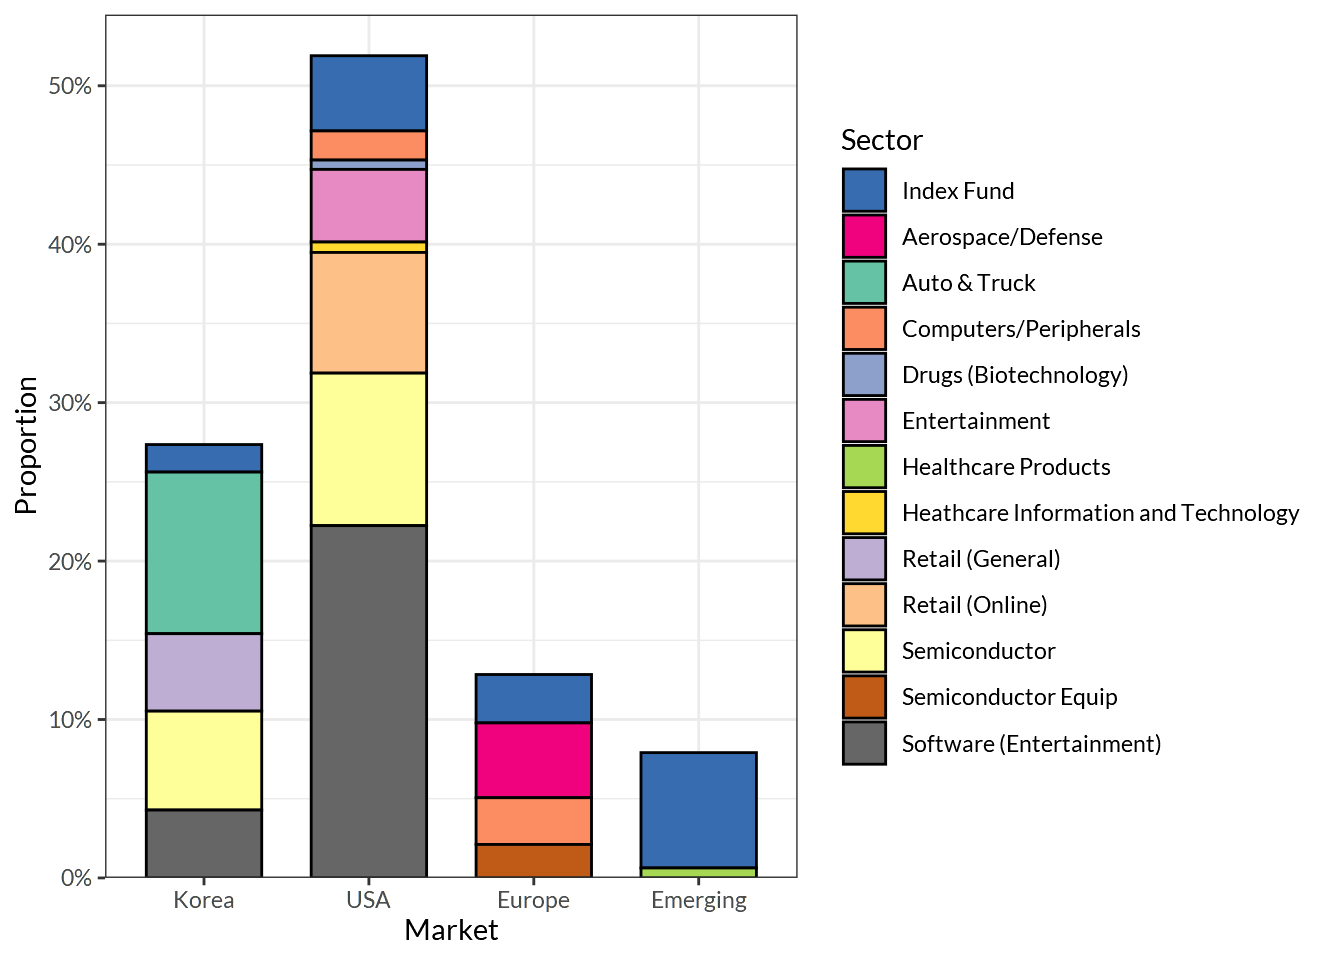 50%
40%
30%
20%
10%
0%
Proportion
Korea
USA
Europe
Emerging
Market
Sector
Index Fund
Aerospace/Defense
Auto & Truck
Computers/Peripherals
Drugs (Biotechnology)
Entertainment
Healthcare Products
Heathcare Information and Technology
Retail (General)
Retail (Online)
Semiconductor
Semiconductor Equip
Software (Entertainment)